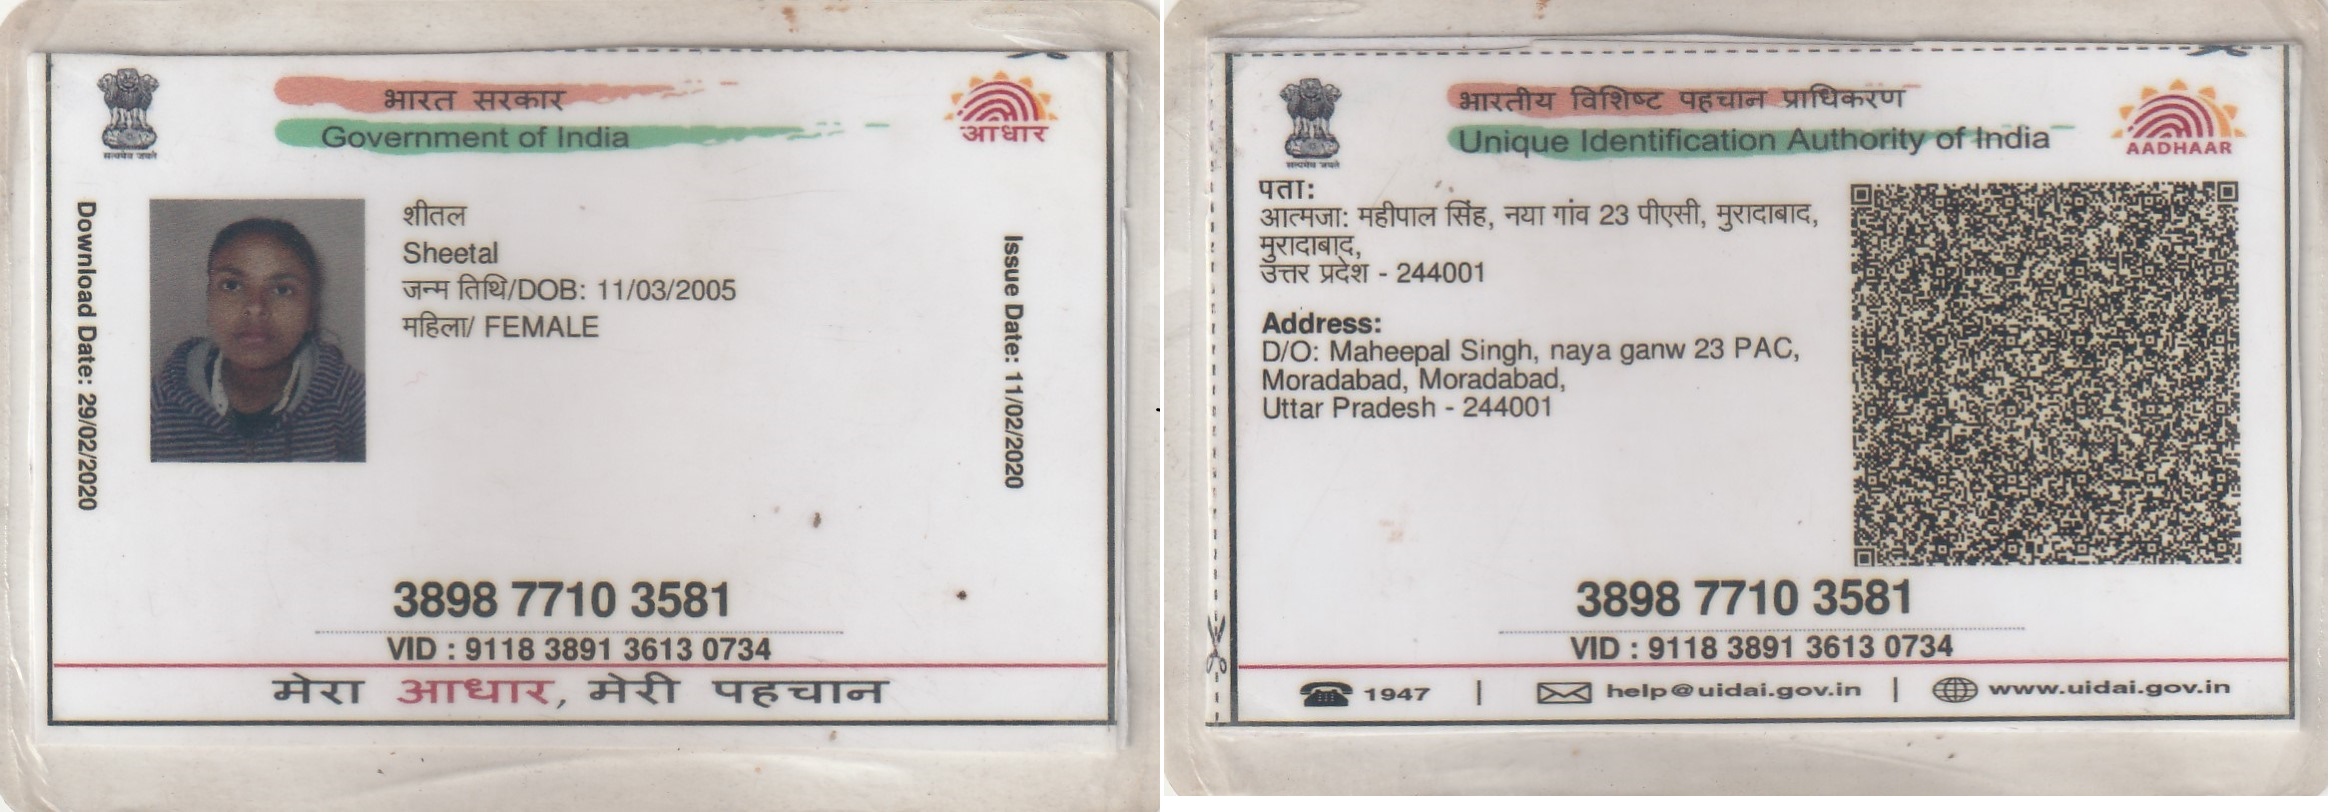 भारत सरकार
Government of India
आधार
Download Date: 29/02/2020
शीतल
Sheetal
जन्म तिथि/DOB: 11/03/2005
महिला/ FEMALE
Issue Date: 11/02/2020
3898 7710 3581
VID : 9118 3891 3613 0734
मेरा आधार, मेरी पहचान
भारतीय विशिष्ट पहचान प्राधिकरण
Unique Identification Authority of India
AADHAAR
पता:
आत्मजा: महीपाल सिंह, नया गांव 23 पीएसी, मुरादाबाद,
मुरादाबाद,
उत्तर प्रदेश - 244001
Address:
D/O: Maheepal Singh, naya ganw 23 PAC,
Moradabad, Moradabad,
Uttar Pradesh - 244001
3898 7710 3581
VID : 9118 3891 3613 0734
1947 | help@uidai.gov.in | www.uidai.gov.in